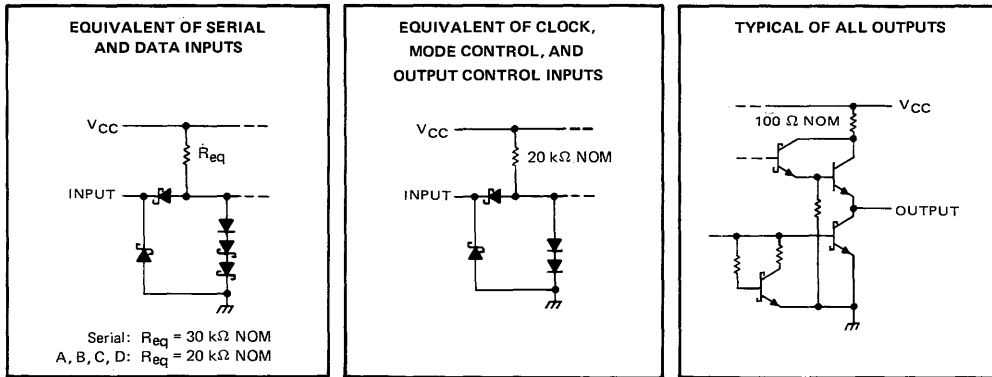 EQUIVALENT OF SERIAL
AND DATA INPUTS
VCC
Req
INPUT
Serial: Req = 30 kΩ NOM
A, B, C, D: Req = 20 kΩ NOM
EQUIVALENT OF CLOCK,
MODE CONTROL, AND
OUTPUT CONTROL INPUTS
VCC
20 kΩ NOM
INPUT
TYPICAL OF ALL OUTPUTS
VCC
100 Ω NOM
OUTPUT